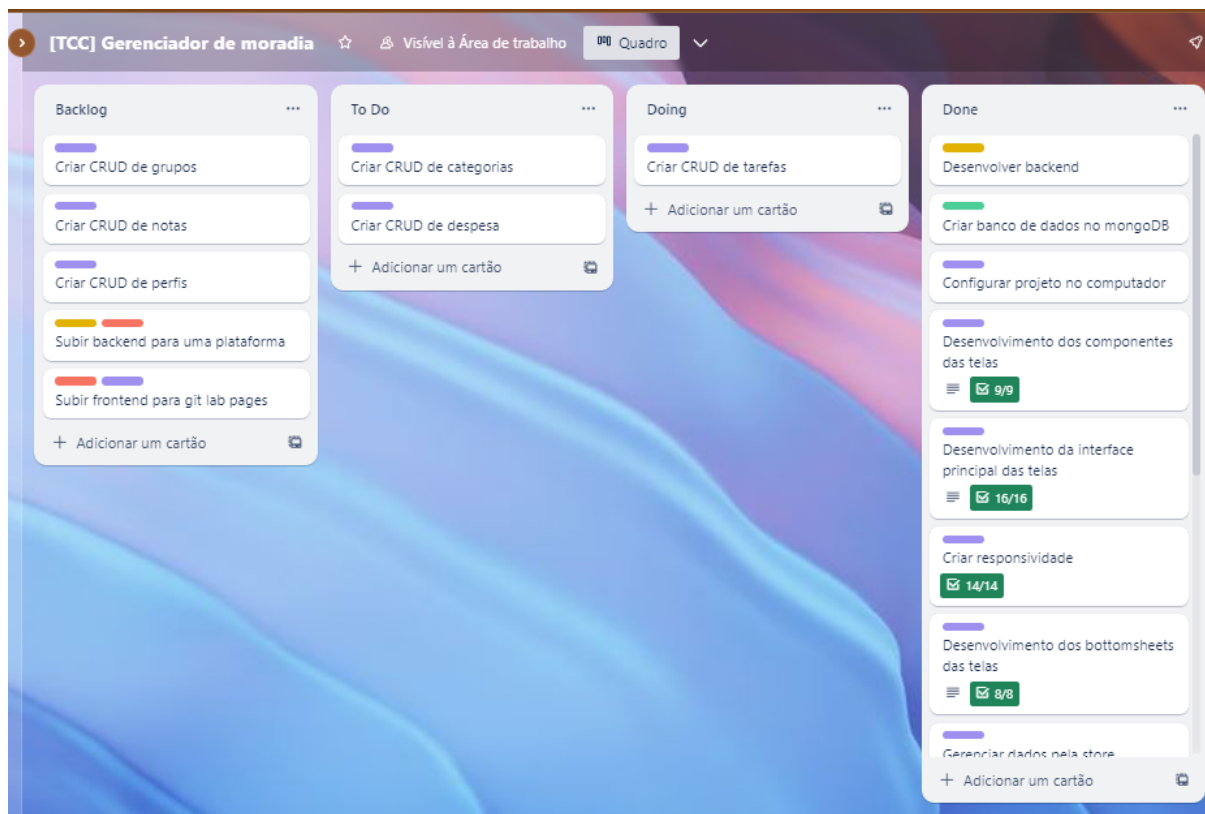 [TCC] Gerenciador de moradia
Visível à Área de trabalho
Quadro
Backlog
Criar CRUD de grupos
Criar CRUD de notas
Criar CRUD de perfis
Subir backend para uma plataforma
Subir frontend para git lab pages
+ Adicionar um cartão
To Do
Criar CRUD de categorias
Criar CRUD de despesa
+ Adicionar um cartão
Doing
Criar CRUD de tarefas
+ Adicionar um cartão
Done
Desenvolver backend
Criar banco de dados no mongoDB
Configurar projeto no computador
Desenvolvimento dos componentes
das telas
9/9
Desenvolvimento da interface
principal das telas
16/16
Criar responsividade
14/14
Desenvolvimento dos bottomsheets
das telas
8/8
Gerenciar dados pela store
+ Adicionar um cartão